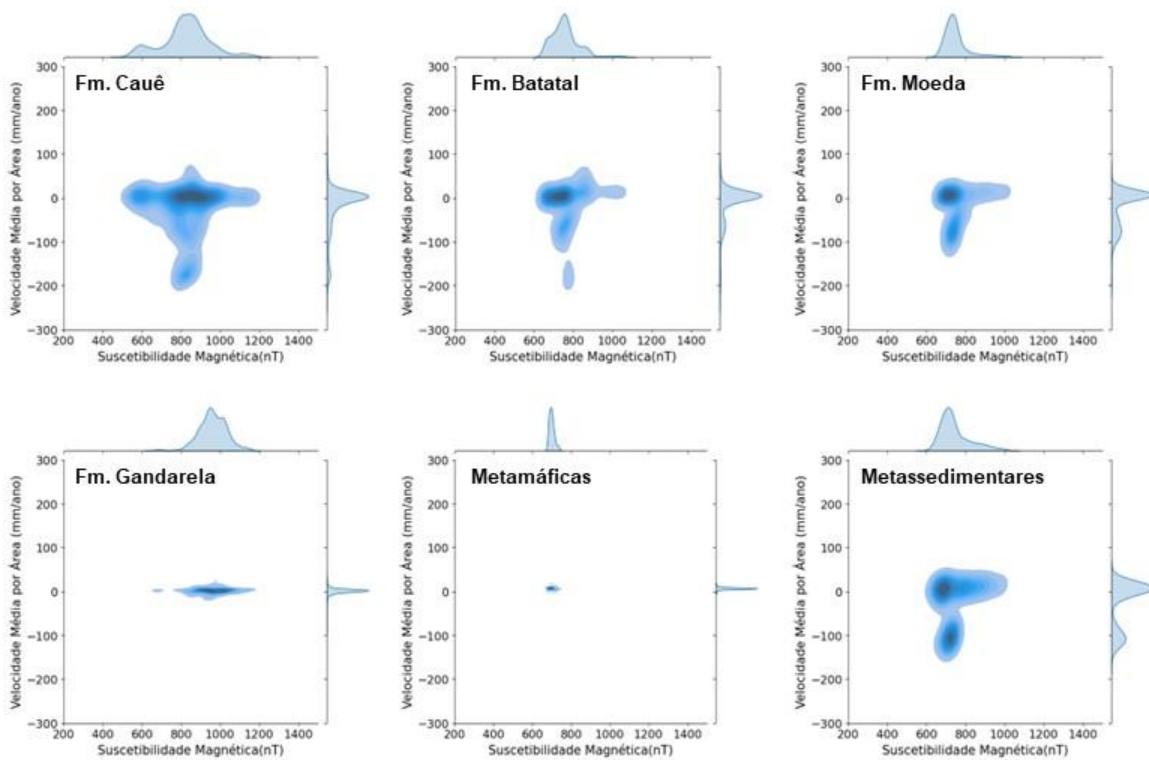 Fm. Cauê
Velocidade Média por Área (mm/ano)
300
200
100
0
−100
−200
−300
200 400 600 800 1000 1200 1400
Suscetibilidade Magnética(nT)
Fm. Batatal
Velocidade Média por Área (mm/ano)
300
200
100
0
−100
−200
−300
200 400 600 800 1000 1200 1400
Suscetibilidade Magnética(nT)
Fm. Moeda
Velocidade Média por Área (mm/ano)
300
200
100
0
−100
−200
−300
200 400 600 800 1000 1200 1400
Suscetibilidade Magnética(nT)
Fm. Gandarela
Velocidade Média por Área (mm/ano)
300
200
100
0
−100
−200
−300
200 400 600 800 1000 1200 1400
Suscetibilidade Magnética(nT)
Metamáficas
Velocidade Média por Área (mm/ano)
300
200
100
0
−100
−200
−300
200 400 600 800 1000 1200 1400
Suscetibilidade Magnética(nT)
Metassedimentares
Velocidade Média por Área (mm/ano)
300
200
100
0
−100
−200
−300
200 400 600 800 1000 1200 1400
Suscetibilidade Magnética(nT)